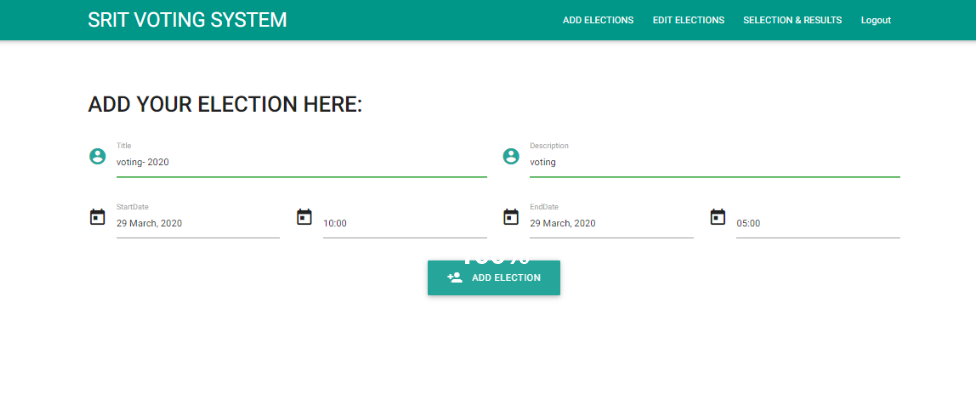 SRIT VOTING SYSTEM ADD ELECTIONS EDIT ELECTIONS SELECTION & RESULTS Logout
ADD YOUR ELECTION HERE:
Title Description
voting- 2020 voting
StartDate EndDate
29 March, 2020 10:00 29 March, 2020 05:00
ADD ELECTION